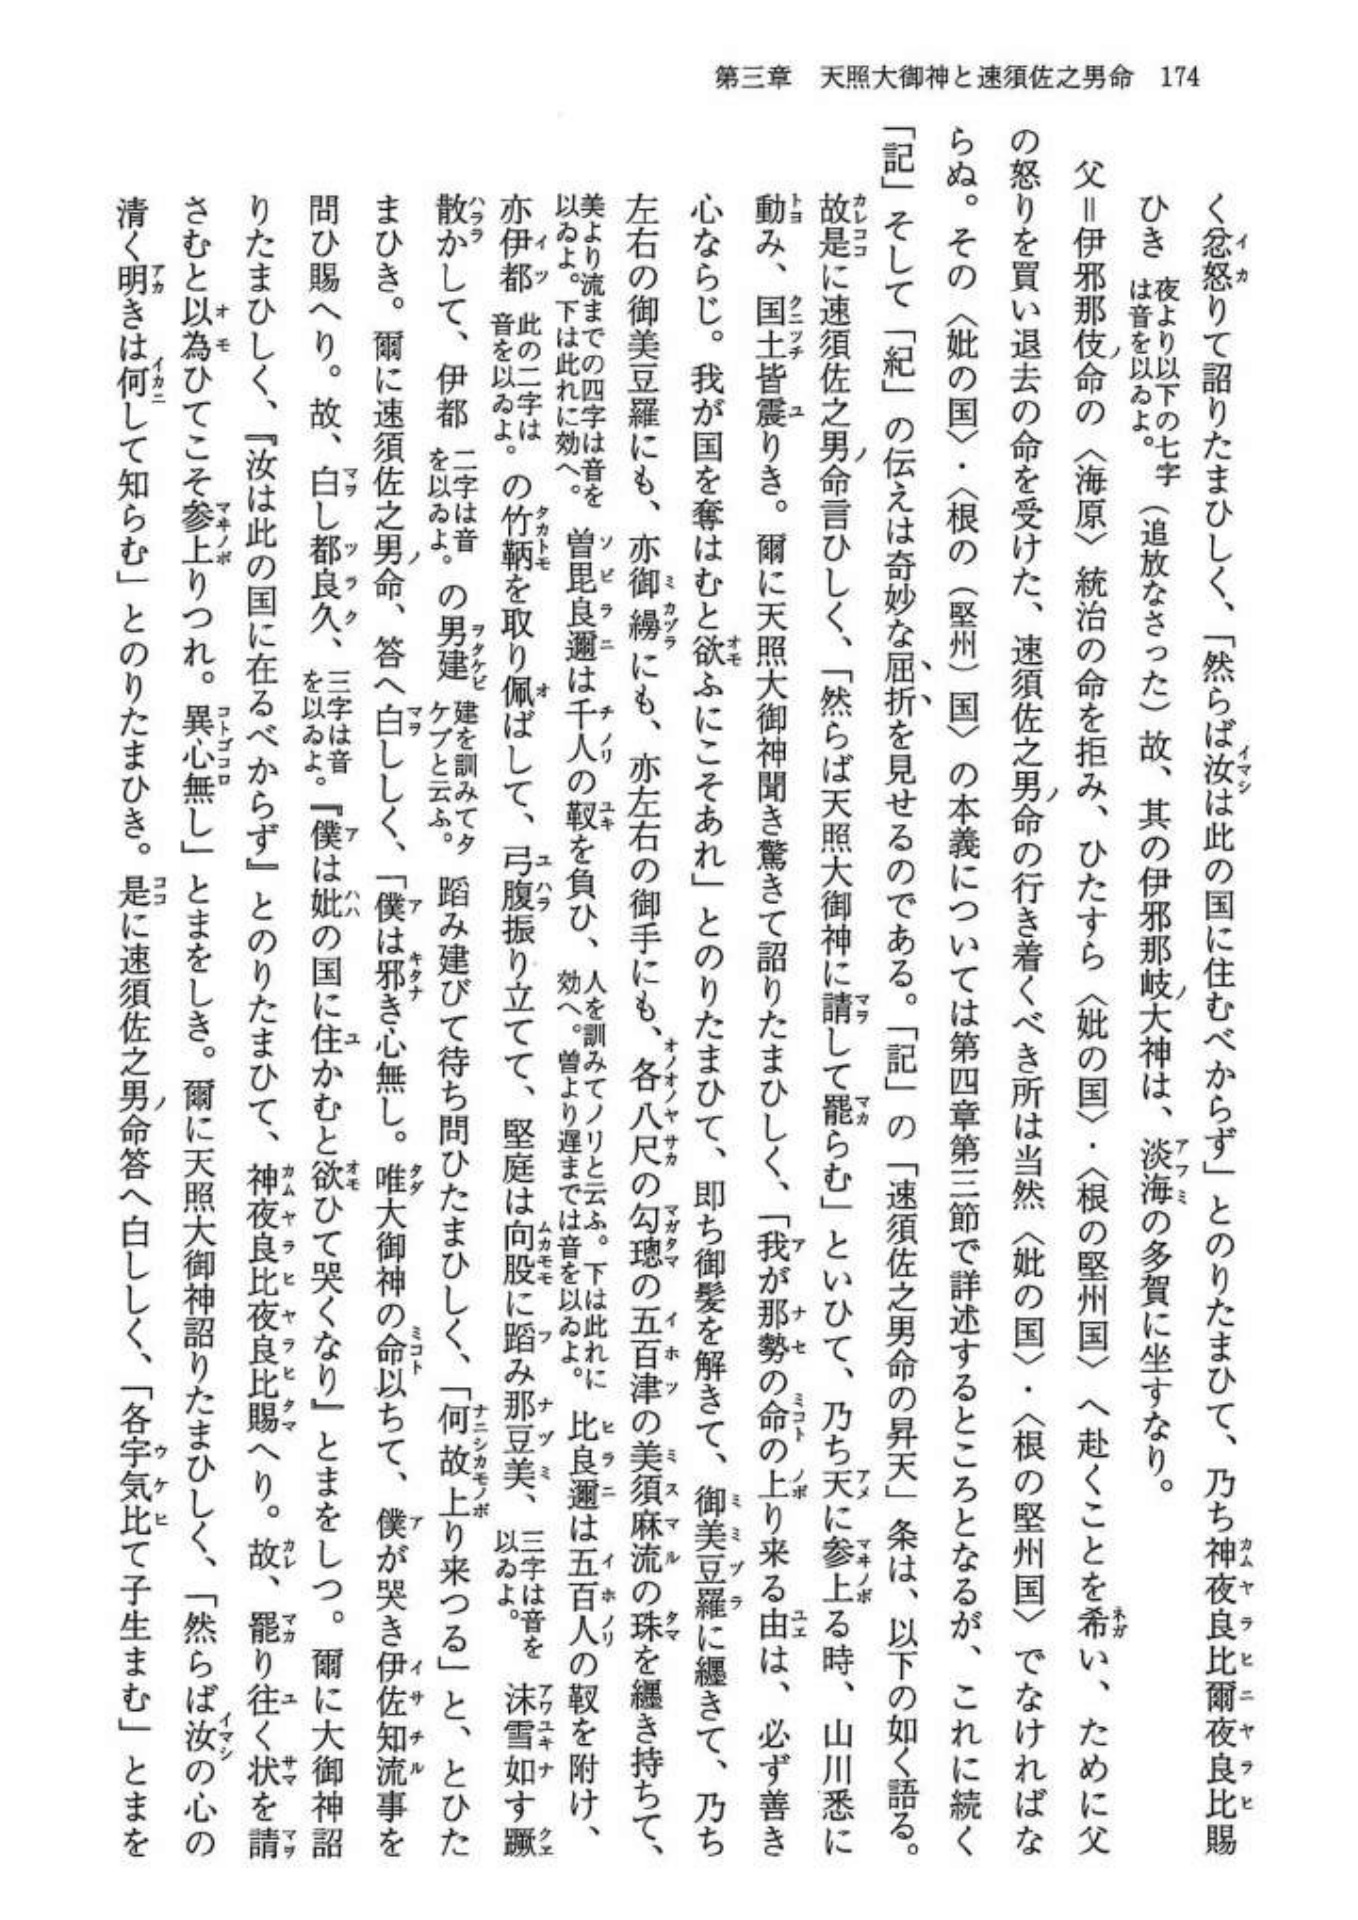 第三章　天照大御神と速須佐之男命　174
く忿怒りて詔りたまひしく、「然らば汝は此の国に住むべからず」とのりたまひて、乃ち神夜良比爾夜良比賜
ひき 夜より以下の七字は音を以ゐよ。（追放なさった）故、其の伊邪那岐ノ大神は、淡海の多賀に坐すなり。
父＝伊邪那伎ノ命の〈海原〉統治の命を拒み、ひたすら〈妣の国〉・〈根の堅州国〉へ赴くことを希い、ために父
の怒りを買い退去の命を受けた、速須佐之男ノ命の行き着くべき所は当然〈妣の国〉・〈根の堅州国〉でなければな
らぬ。その〈妣の国〉・〈根の（堅州）国〉の本義については第四章第三節で詳述するところとなるが、これに続く
「記」そして「紀」の伝えは奇妙な屈折を見せるのである。「記」の「速須佐之男命の昇天」条は、以下の如く語る。
故是に速須佐之男ノ命言ひしく、「然らば天照大御神に請して罷らむ」といひて、乃ち天に参上る時、山川悉に
動み、国土皆震りき。爾に天照大御神聞き驚きて詔りたまひしく、「我が那勢の命の上り来る由は、必ず善き
心ならじ。我が国を奪はむと欲ふにこそあれ」とのりたまひて、即ち御髪を解きて、御美豆羅に纒きて、乃ち
左右の御美豆羅にも、亦御縵にも、亦左右の御手にも、各八尺の勾璁の五百津の美須麻流の珠を纒き持ちて、
美より流までの四字は音を以ゐよ。下は此れに効へ。曽毘良邇は千人の靫を負ひ、人を訓みてノリと云ふ。下は此れに効へ。曽より邇までは音を以ゐよ。比良邇は五百人の靫を附け、
亦伊都 此の二字は音を以ゐよ。の竹鞆を取り佩ばして、弓腹振り立てて、堅庭は向股に蹈み那豆美、三字は音を以ゐよ。沫雪如す蹶
散かして、伊都 二字は音を以ゐよ。の男建 建を訓みてタケブと云ふ。蹈み建びて待ち問ひたまひしく、「何故上り来つる」と、とひた
まひき。爾に速須佐之男ノ命、答へ白ししく、「僕は邪き心無し。唯大御神の命以ちて、僕が哭き伊佐知流事を
問ひ賜へり。故、白し都良久、三字は音を以ゐよ。『僕は妣の国に往かむと欲ひて哭くなり』とまをしつ。爾に大御神詔
りたまひしく、『汝は此の国に在るべからず』とのりたまひて、神夜良比夜良比賜へり。故、罷り往く状を請
さむと以為ひてこそ参上りつれ。異心無し」とまをしき。爾に天照大御神詔りたまひしく、「然らば汝の心の
清く明きは何して知らむ」とのりたまひき。是に速須佐之男ノ命答へ白ししく、「各宇気比て子生まむ」とまを